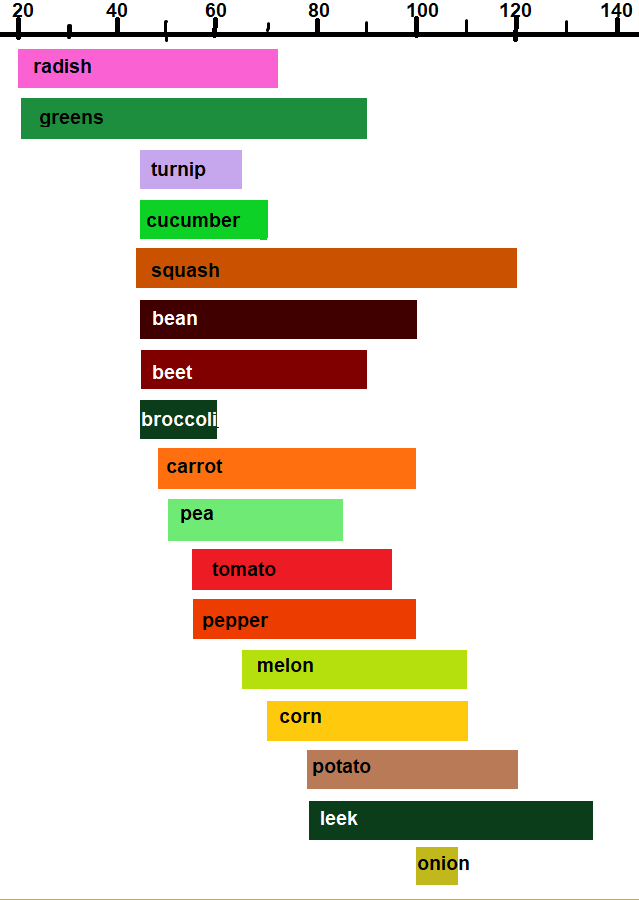 20 40 60 80 100 120 140
radish
greens
turnip
cucumber
squash
bean
beet
broccoli
carrot
pea
tomato
pepper
melon
corn
potato
leek
onion